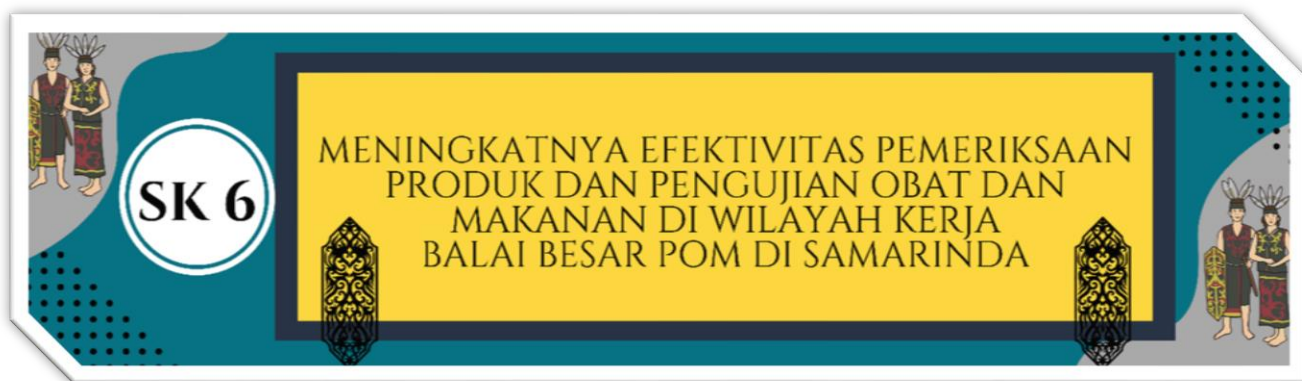 SK 6
MENINGKATNYA EFEKTIVITAS PEMERIKSAAN
PRODUK DAN PENGUJIAN OBAT DAN
MAKANAN DI WILAYAH KERJA
BALAI BESAR POM DI SAMARINDA